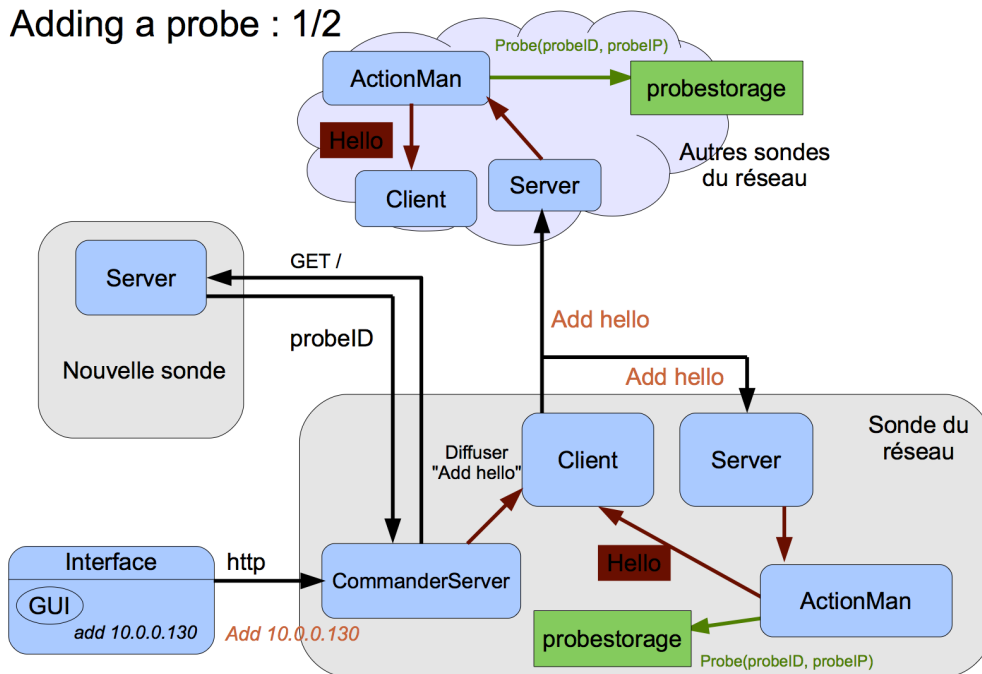 Adding a probe : 1/2
Probe(probeID, probeIP)
ActionMan
probestorage
Hello
Autres sondes
du réseau
Client
Server
Server
GET /
Add hello
probeID
Nouvelle sonde
Add hello
Sonde du
réseau
Diffuser
"Add hello"
Client
Server
Interface
http
Hello
CommanderServer
GUI
ActionMan
add 10.0.0.130
Add 10.0.0.130
probestorage
Probe(probeID, probeIP)